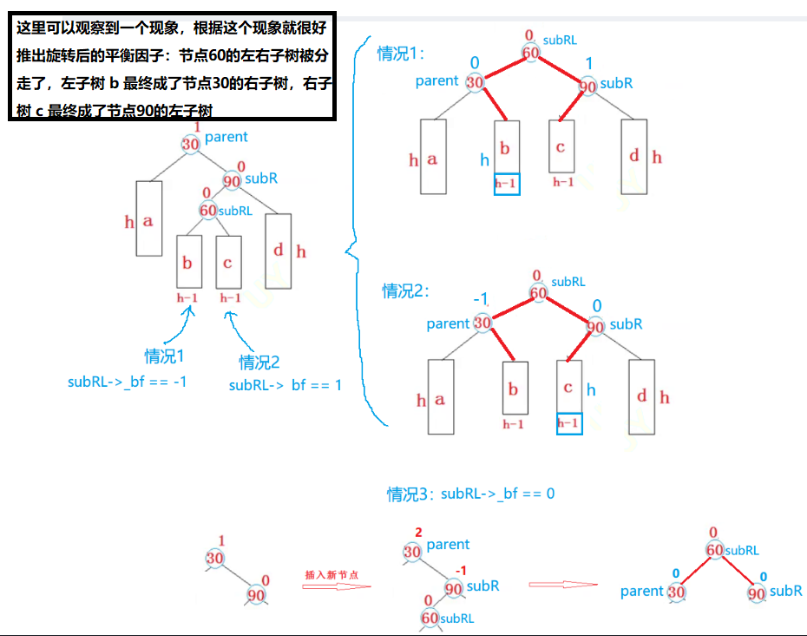 这里可以观察到一个现象，根据这个现象就很好
推出旋转后的平衡因子：节点60的左右子树被分
走了，左子树 b 最终成了节点30的右子树，右子
树 c 最终成了节点90的左子树
1
30 parent
0
90 subR
0
60 subRL
h a
b
c
d h
h-1
h-1
情况1
subRL->_bf == -1
情况2
subRL-> bf == 1
情况1：
0
60 subRL
0
parent 30
1
90 subR
h a
h b
c
d h
h-1
h-1
情况2：
0
60 subRL
-1
parent 30
0
90 subR
h a
b
c h
d h
h-1
h-1
情况3：subRL->_bf == 0
1
30
0
90
插入新节点
2
30 parent
-1
90 subR
0
60 subRL
0
60 subRL
0
parent 30
0
90 subR